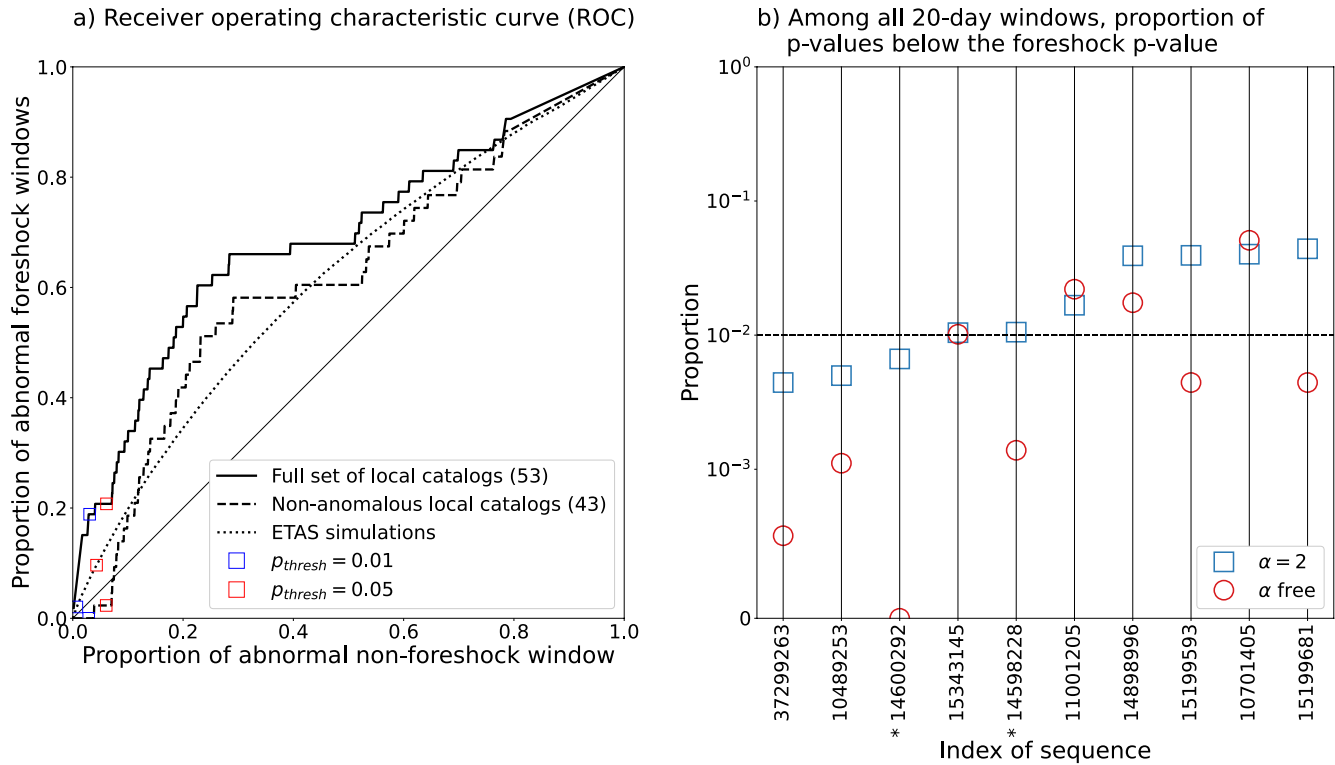 a) Receiver operating characteristic curve (ROC)
Proportion of abnormal foreshock windows
1.0
0.8
0.6
0.4
0.2
0.0
0.0 0.2 0.4 0.6 0.8 1.0
Proportion of abnormal non-foreshock window
Full set of local catalogs (53)
Non-anomalous local catalogs (43)
ETAS simulations
p_thresh = 0.01
p_thresh = 0.05
b) Among all 20-day windows, proportion of
p-values below the foreshock p-value
Proportion
10^0
10^-1
10^-2
10^-3
0
α = 2
α free
37299263
10489253
* 14600292
15343145
* 14598228
11001205
14898996
15199593
10701405
15199681
Index of sequence